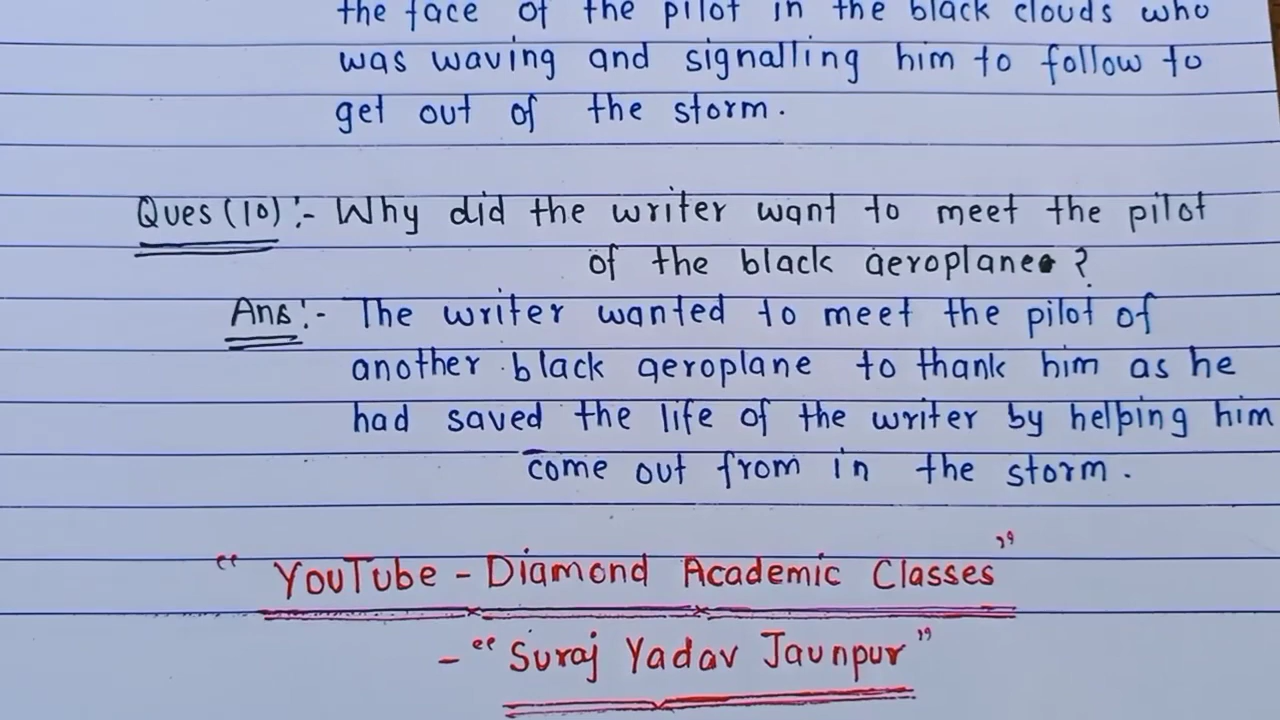 the face of the pilot in the black clouds who
was waving and signalling him to follow to
get out of the storm.
Ques (10) :- Why did the writer want to meet the pilot
of the black aeroplane ?
Ans :- The writer wanted to meet the pilot of
another black aeroplane to thank him as he
had saved the life of the writer by helping him
come out from in the storm.
" YouTube - Diamond Academic Classes "
- " Suraj Yadav Jaunpur "